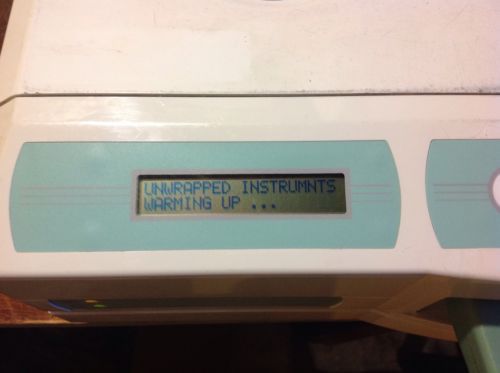 UNWRAPPED INSTRUMNTS
WARMING UP ...